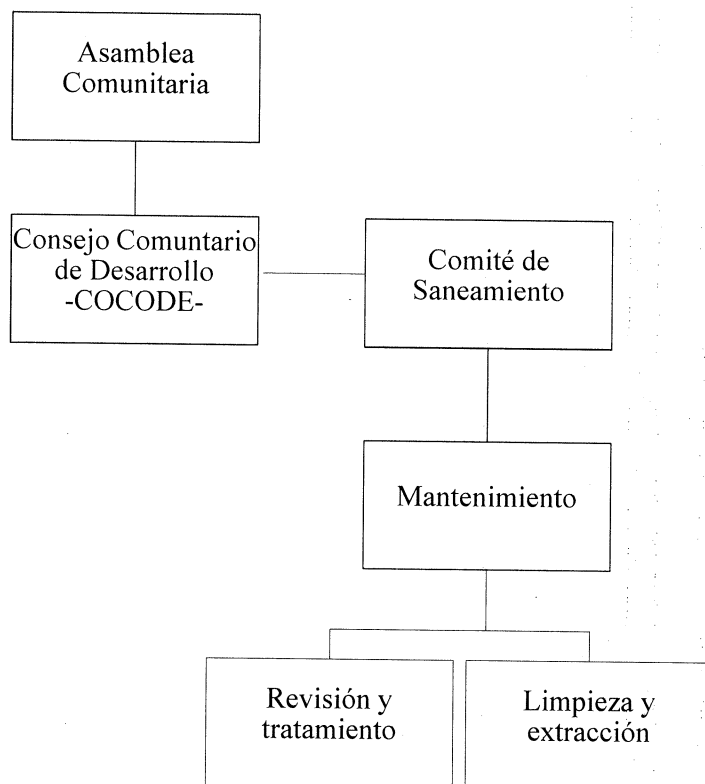 Asamblea
Comunitaria
Consejo Comuntario
de Desarrollo
-COCODE-
Comité de
Saneamiento
Mantenimiento
Revisión y
tratamiento
Limpieza y
extracción